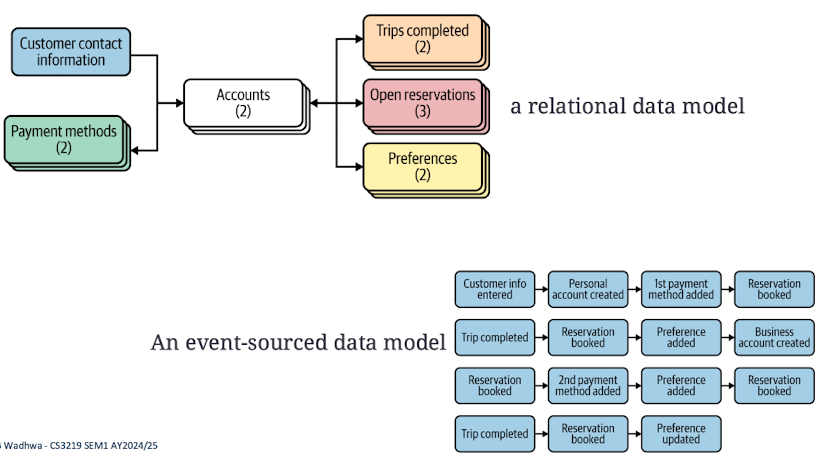 Customer contact
information
Payment methods
(2)
Accounts
(2)
Trips completed
(2)
Open reservations
(3)
Preferences
(2)
a relational data model
An event-sourced data model
Customer info
entered
Personal
account created
1st payment
method added
Reservation
booked
Trip completed
Reservation
booked
Preference
added
Business
account created
Reservation
booked
2nd payment
method added
Preference
added
Reservation
booked
Trip completed
Reservation
booked
Preference
updated
Wadhwa - CS3219 SEM1 AY2024/25